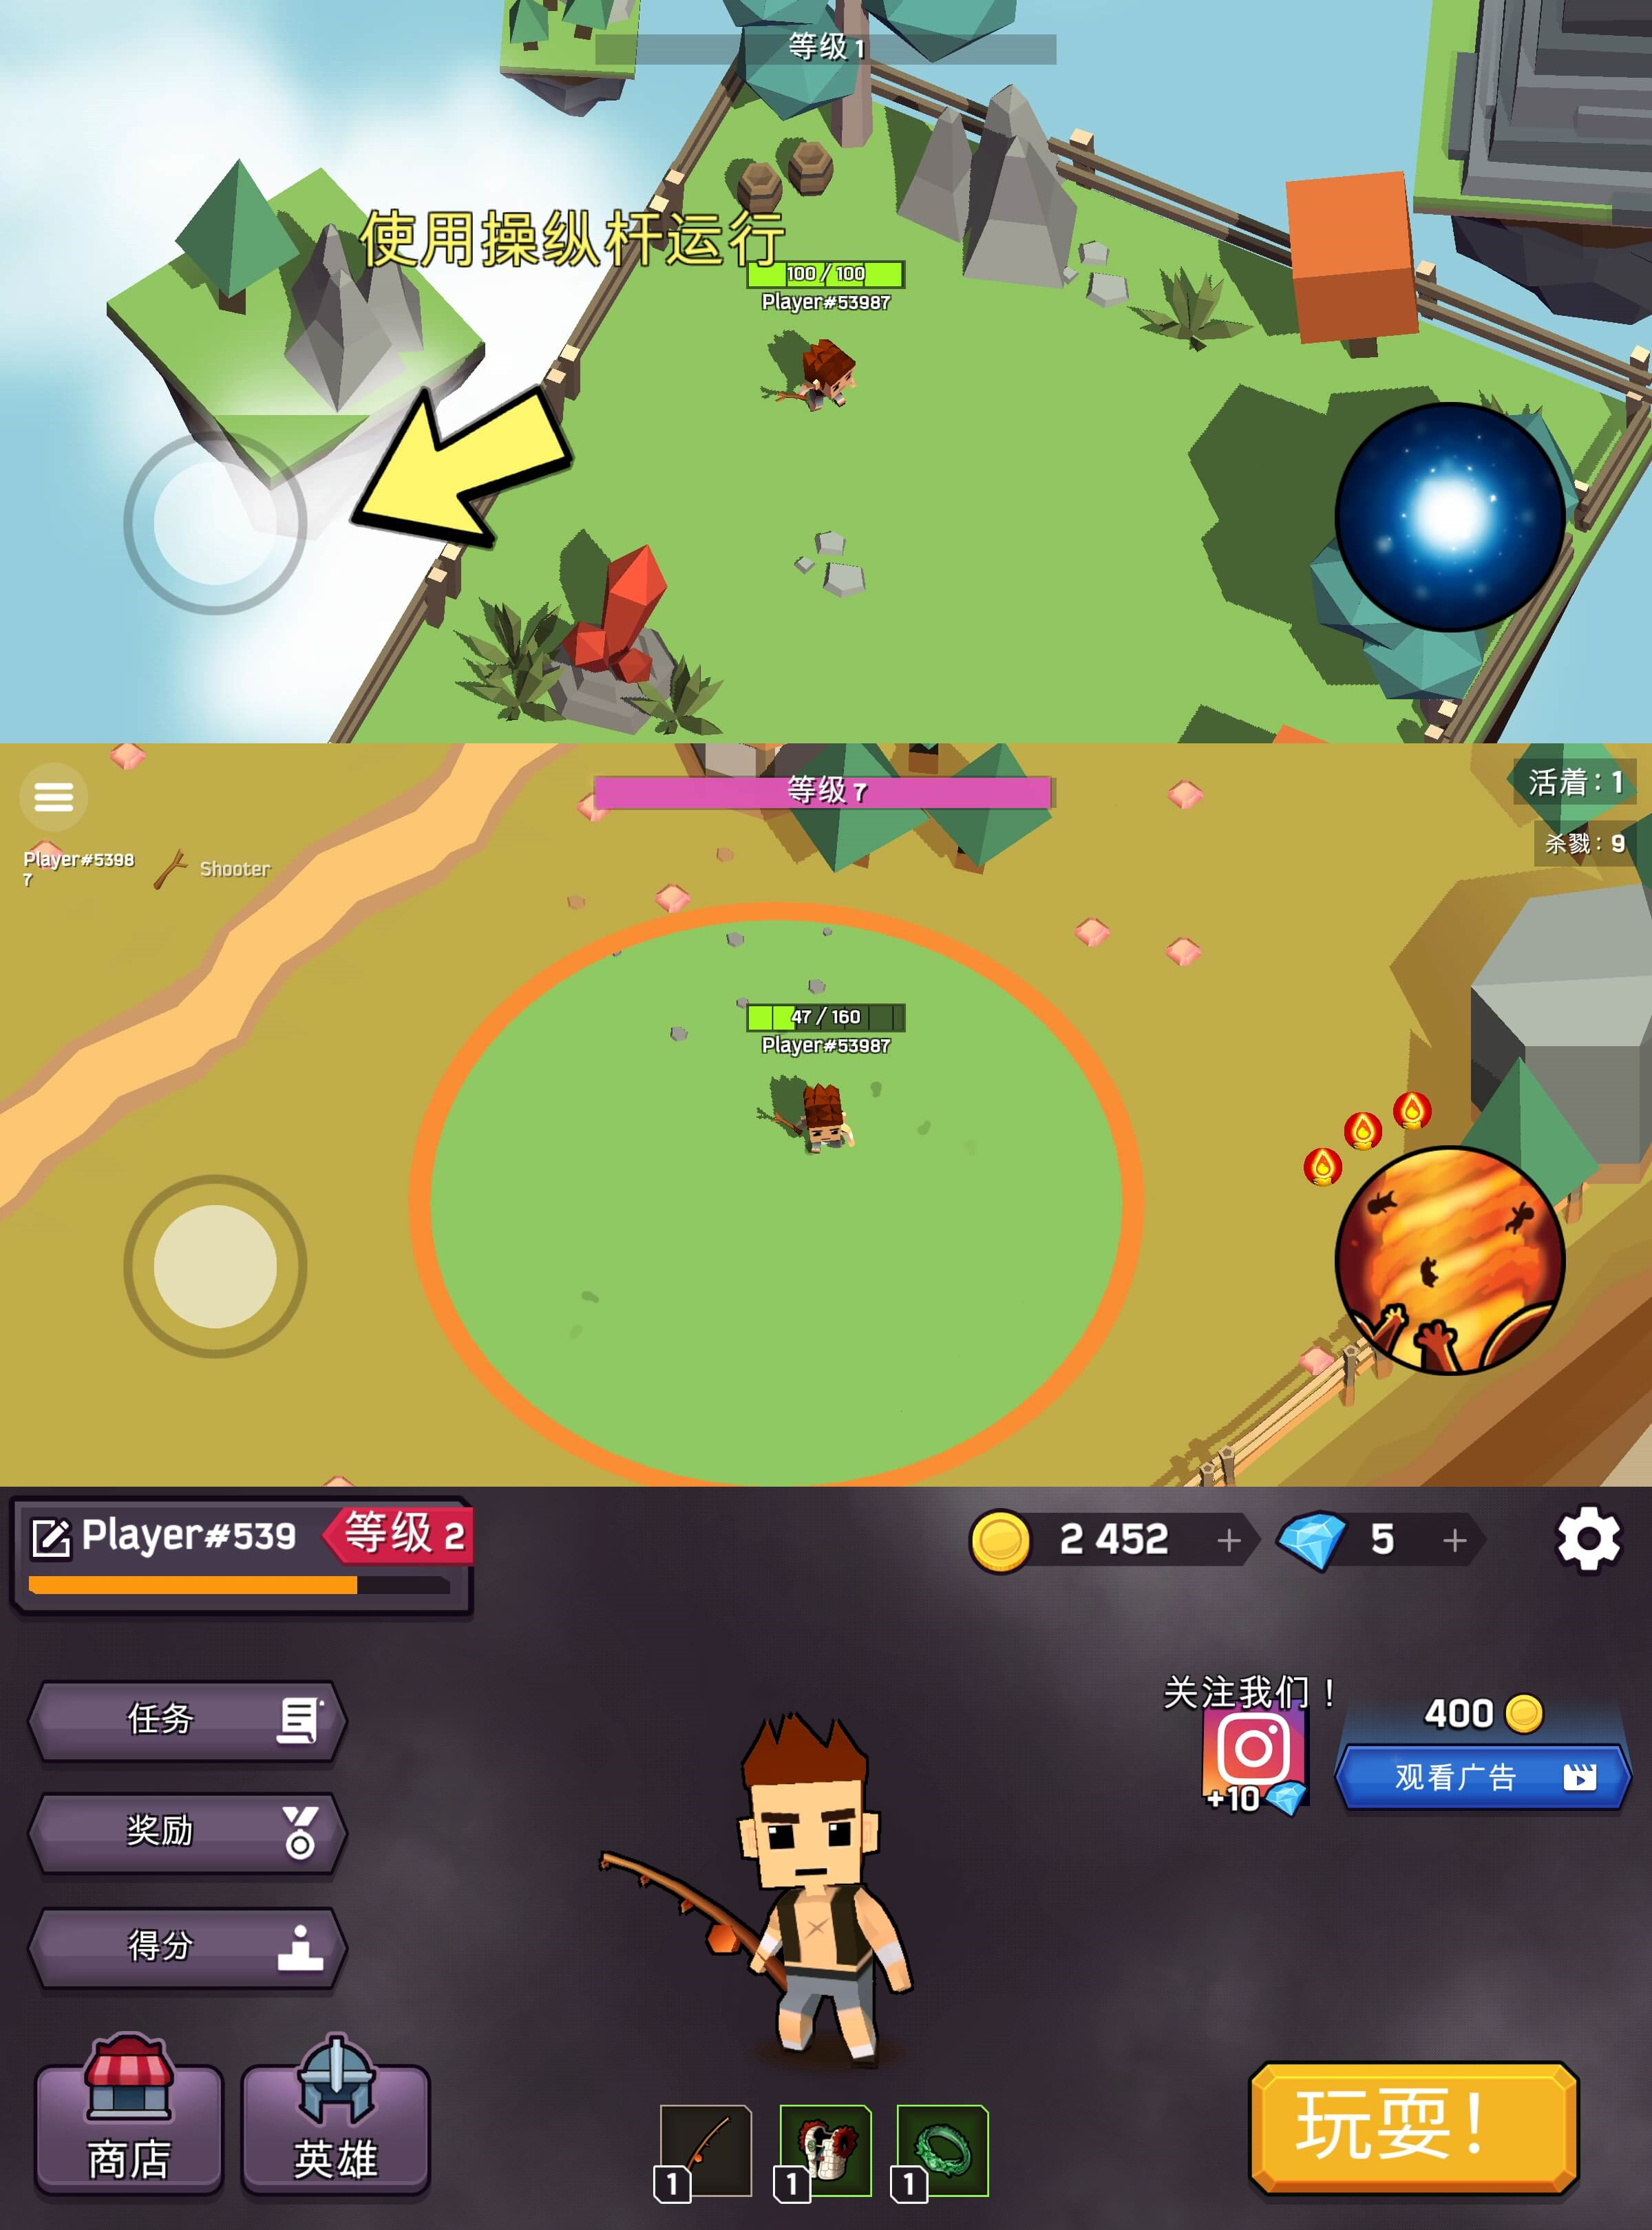 等级 1
使用操纵杆运行
100 / 100
Player#53987
等级 7
活着：1
杀戮：9
Player#5398
7
Shooter
47 / 160
Player#53987
Player#539
等级 2
2 452
5
任务
奖励
得分
关注我们！
+10
400
观看广告
商店
英雄
1
1
1
玩耍！